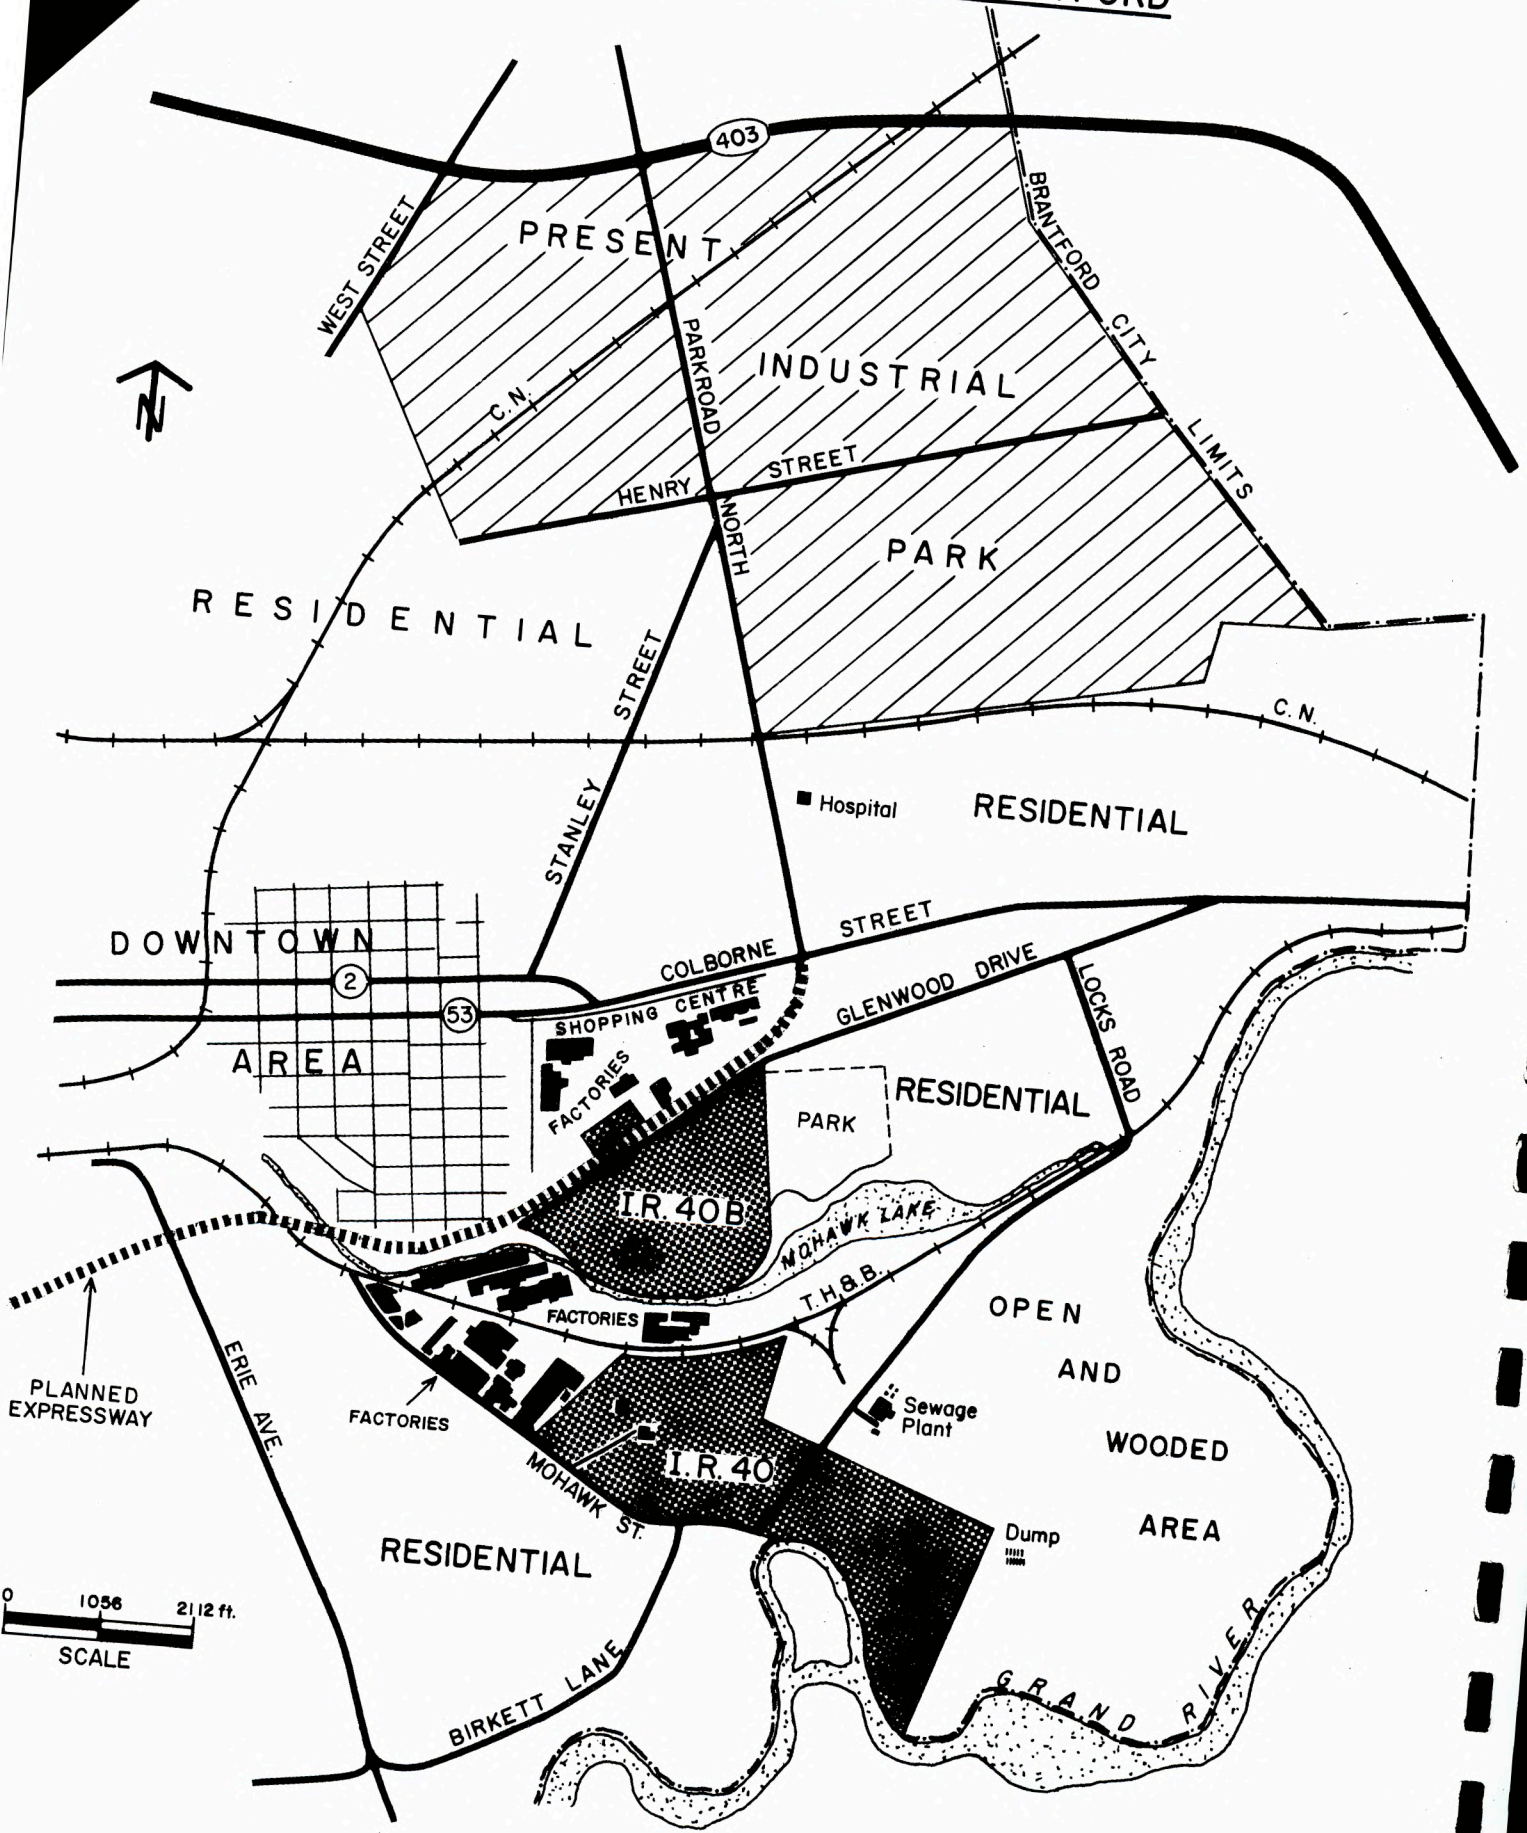 403
WEST STREET
PRESENT
BRANTFORD CITY LIMITS
N
PARKROAD
INDUSTRIAL
C.N.
HENRY STREET
NORTH
PARK
RESIDENTIAL
STANLEY STREET
C.N.
Hospital
RESIDENTIAL
DOWNTOWN
2
COLBORNE STREET
53
SHOPPING CENTRE
GLENWOOD DRIVE
LOCKS ROAD
AREA
FACTORIES
RESIDENTIAL
PARK
I.R. 40B
MOHAWK LAKE
T.H.& B.
FACTORIES
OPEN
AND
WOODED
AREA
ERIE AVE.
PLANNED
EXPRESSWAY
FACTORIES
Sewage
Plant
I.R. 40
MOHAWK ST.
Dump
RESIDENTIAL
0 1056 2112 ft.
SCALE
BIRKETT LANE
GRAND RIVER